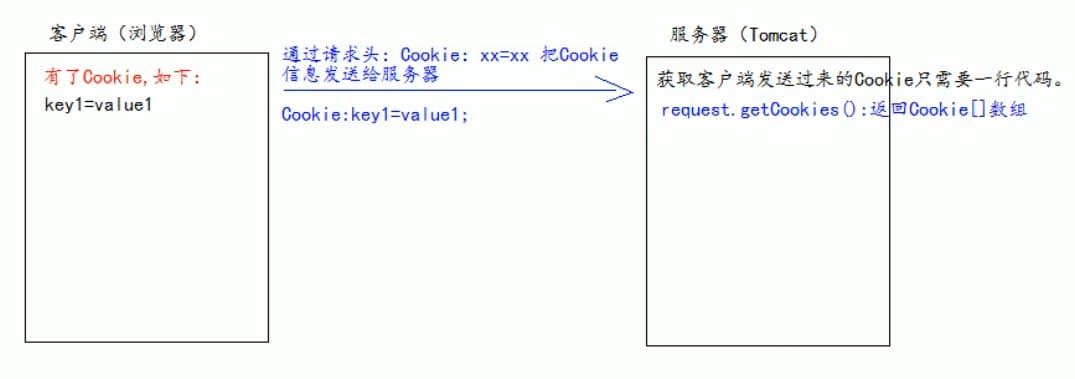 客户端（浏览器）
有了Cookie,如下：
key1=value1
通过请求头：Cookie：xx=xx 把Cookie
信息发送给服务器
Cookie:key1=value1;
服务器（Tomcat）
获取客户端发送过来的Cookie只需要一行代码。
request.getCookies():返回Cookie[]数组